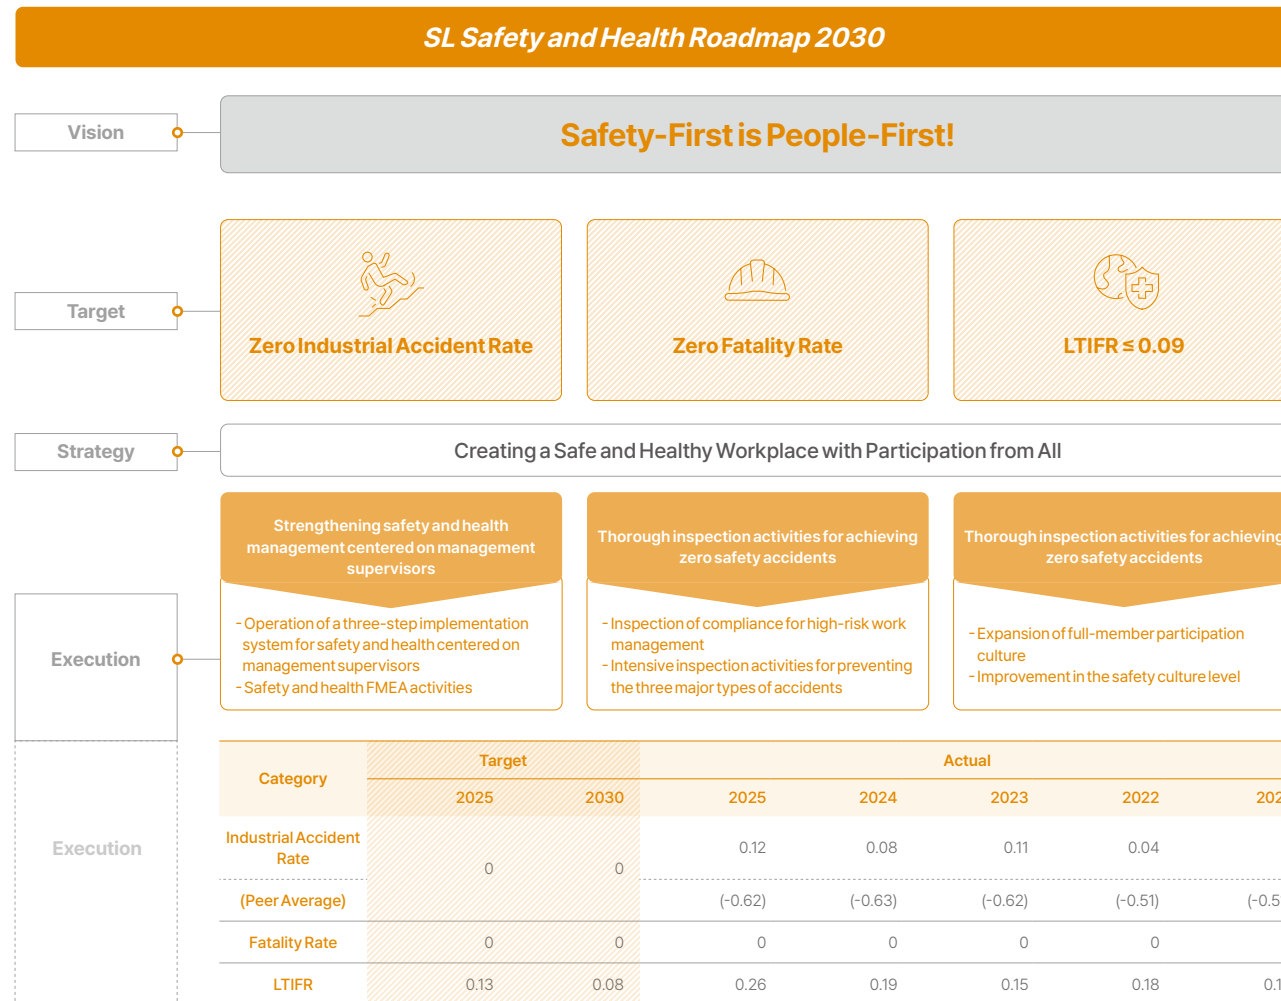 SL Safety and Health Roadmap 2030
Vision
Safety-First is People-First!
Target
Zero Industrial Accident Rate
Zero Fatality Rate
LTIFR ≤ 0.09
Strategy
Creating a Safe and Healthy Workplace with Participation from All
Execution
Strengthening safety and health
management centered on management
supervisors
- Operation of a three-step implementation
system for safety and health centered on
management supervisors
- Safety and health FMEA activities
Thorough inspection activities for achieving
zero safety accidents
- Inspection of compliance for high-risk work
management
- Intensive inspection activities for preventing
the three major types of accidents
Thorough inspection activities for achieving
zero safety accidents
- Expansion of full-member participation
culture
- Improvement in the safety culture level
Execution
Category Target Actual
2025 2030 2025 2024 2023 2022
Industrial Accident
Rate 0 0 0.12 0.08 0.11 0.04
(Peer Average) (-0.62) (-0.63) (-0.62) (-0.51)
Fatality Rate 0 0 0 0 0 0
LTIFR 0.13 0.08 0.26 0.19 0.15 0.18